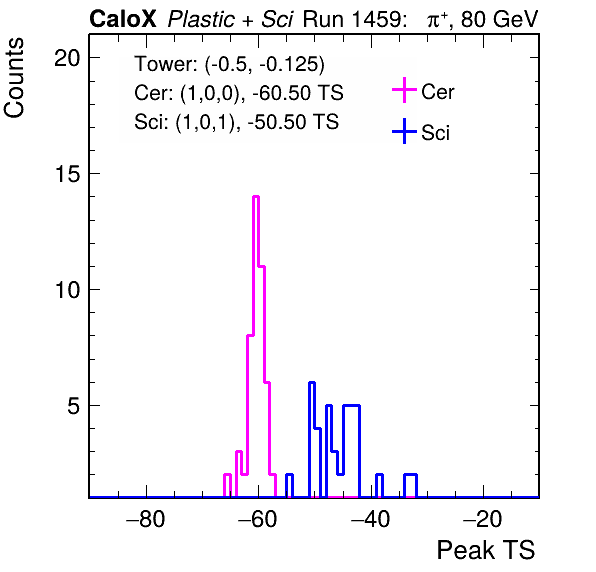 CaloX Plastic + Sci Run 1459: π⁺, 80 GeV
Counts
Tower: (-0.5, -0.125)
Cer: (1,0,0), -60.50 TS
Sci: (1,0,1), -50.50 TS
Cer
Sci
20
15
10
5
−80 −60 −40 −20
Peak TS